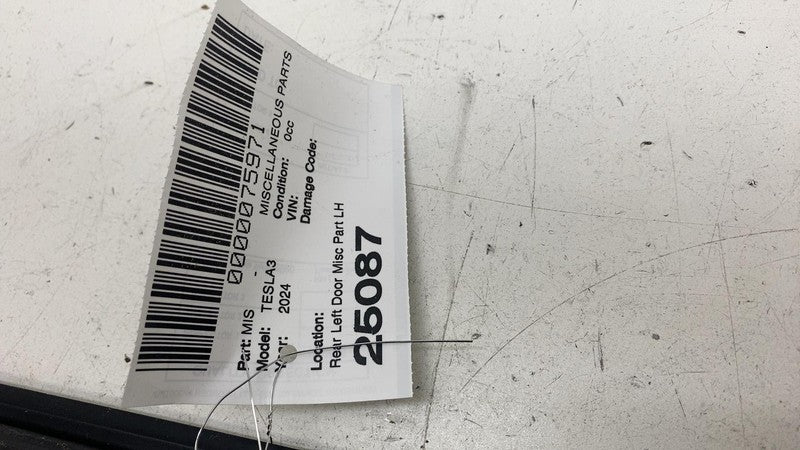 0000075971
Part: MIS - MISCELLANEOUS PARTS
Model: TESLA3 Condition: 0cc
Year: 2024 VIN:
Damage Code:
Location:
Rear Left Door Misc Part LH
25087